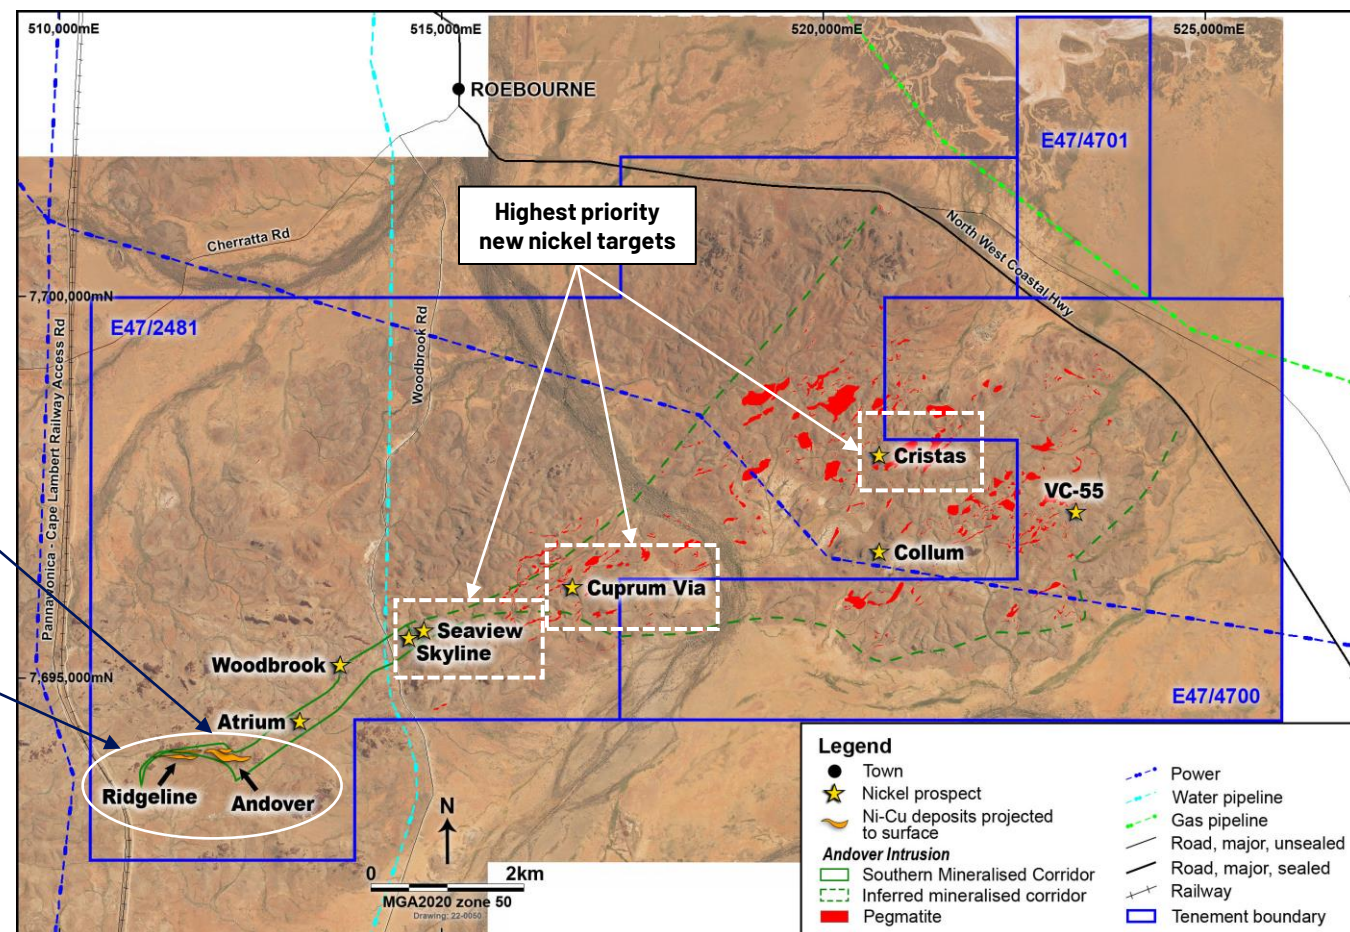 510,000mE
515,000mE
520,000mE
525,000mE
ROEBOURNE
E47/4701
Highest priority
new nickel targets
Cherratta Rd
North West Coastal Hwy
7,700,000mN
E47/2481
Pannawonica - Cape Lambert Railway Access Rd
Woodbrook Rd
Cristas
VC-55
Collum
Cuprum Via
Seaview
Skyline
Woodbrook
7,695,000mN
E47/4700
Atrium
Ridgeline
Andover
N
0 2km
MGA2020 zone 50
Drawing: 22-0050
Legend
Town
Nickel prospect
Ni-Cu deposits projected
to surface
Andover Intrusion
Southern Mineralised Corridor
Inferred mineralised corridor
Pegmatite
Power
Water pipeline
Gas pipeline
Road, major, unsealed
Road, major, sealed
Railway
Tenement boundary